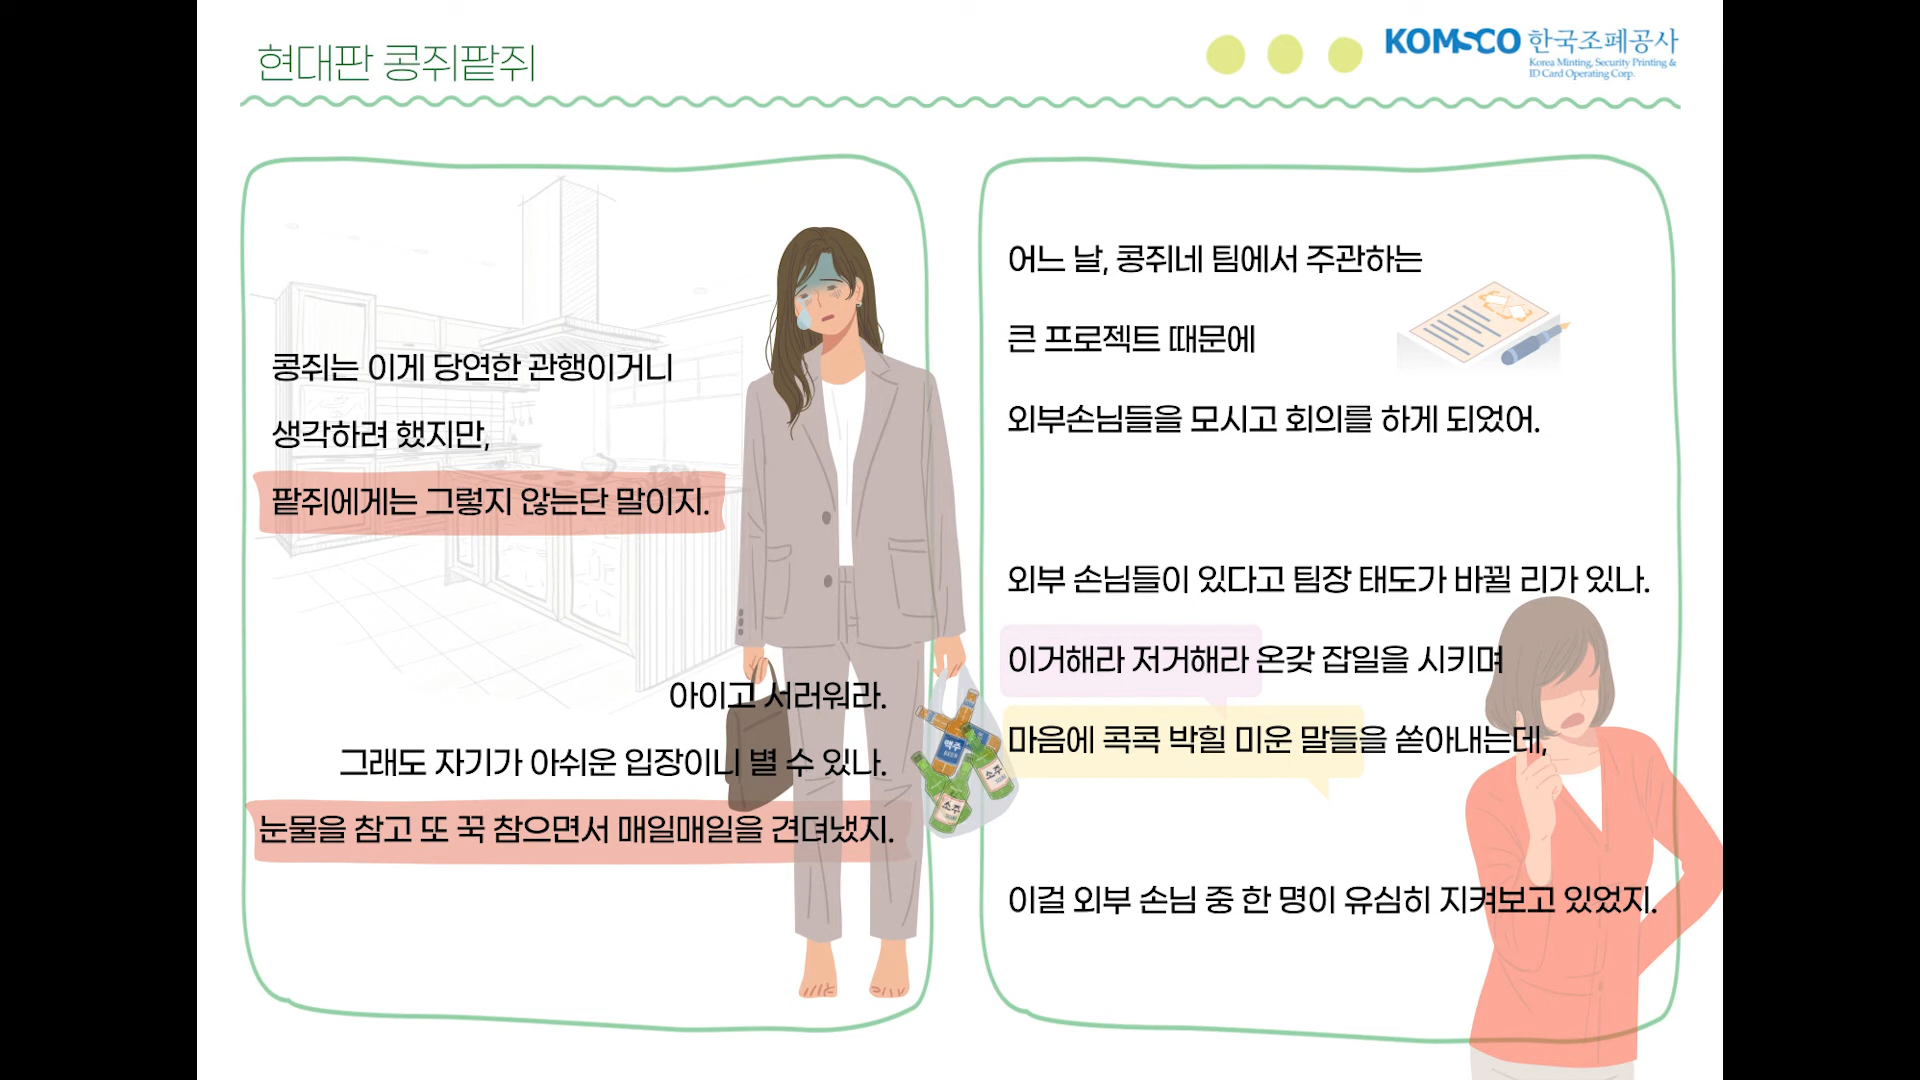 현대판 콩쥐팥쥐
KOMSCO 한국조폐공사
Korea Minting, Security Printing &
ID Card Operating Corp.
콩쥐는 이게 당연한 관행이거니
생각하려 했지만,
팥쥐에게는 그렇지 않는단 말이지.
아이고 서러워라.
그래도 자기가 아쉬운 입장이니 별 수 있나.
눈물을 참고 또 꾹 참으면서 매일매일을 견뎌냈지.
맥주
BEER
소주
소주
어느 날, 콩쥐네 팀에서 주관하는
큰 프로젝트 때문에
외부손님들을 모시고 회의를 하게 되었어.
외부 손님들이 있다고 팀장 태도가 바뀔 리가 있나.
이거해라 저거해라 온갖 잡일을 시키며
마음에 콕콕 박힐 미운 말들을 쏟아내는데,
이걸 외부 손님 중 한 명이 유심히 지켜보고 있었지.